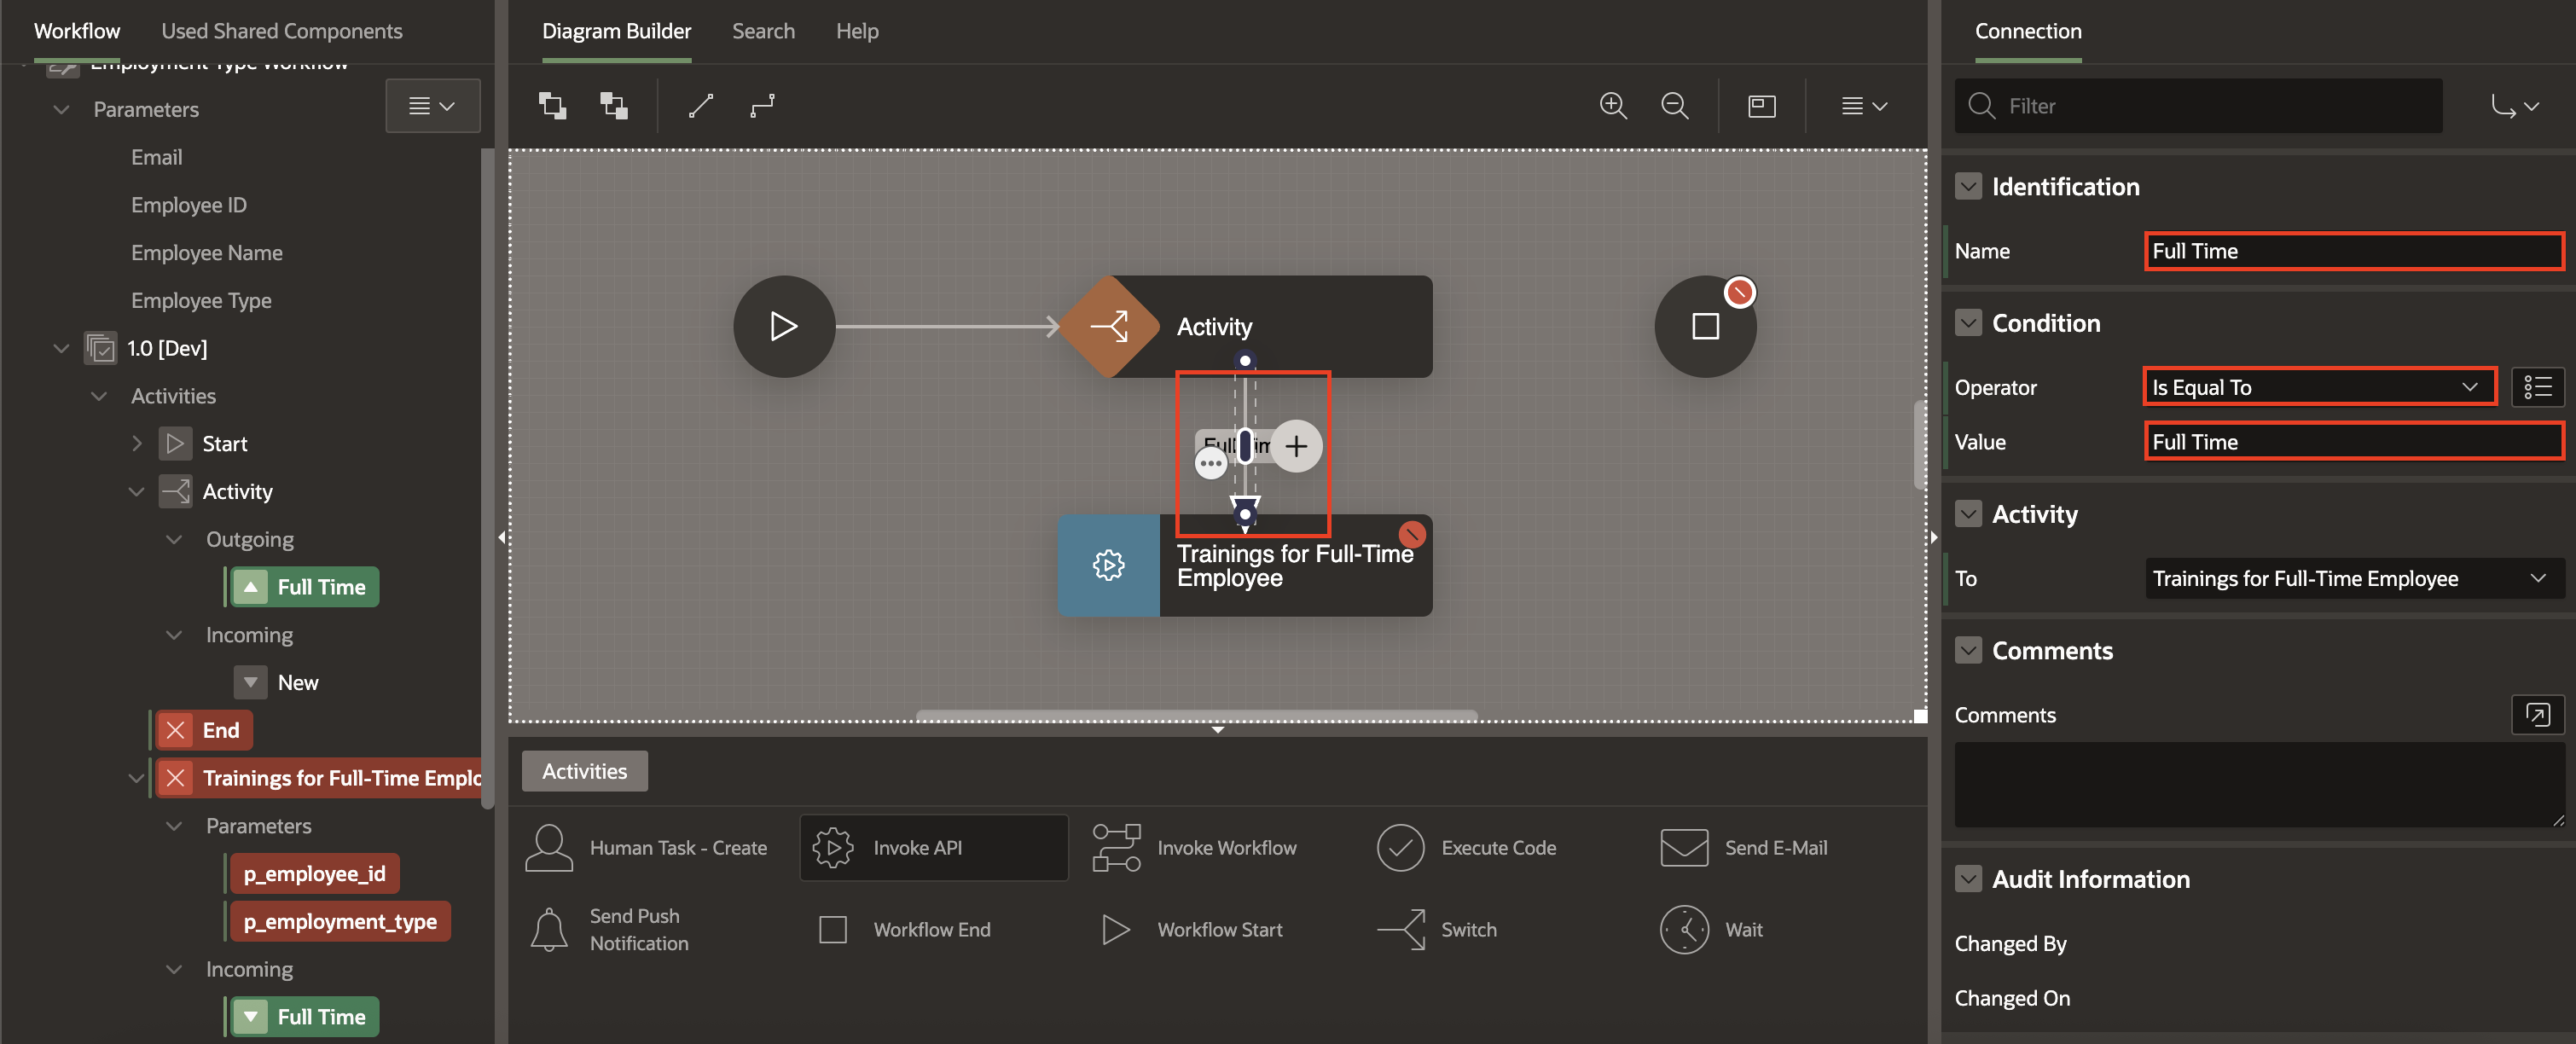 Workflow
Used Shared Components
Employment Type Workflow
Parameters
Email
Employee ID
Employee Name
Employee Type
1.0 [Dev]
Activities
Start
Activity
Outgoing
Full Time
Incoming
New
End
Trainings for Full-Time Emplo
Parameters
p_employee_id
p_employment_type
Incoming
Full Time
Diagram Builder
Search
Help
Activity
Trainings for Full-Time
Employee
Activities
Human Task - Create
Invoke API
Invoke Workflow
Execute Code
Send E-Mail
Send Push
Notification
Workflow End
Workflow Start
Switch
Wait
Connection
Filter
Identification
Name
Full Time
Condition
Operator
Is Equal To
Value
Full Time
Activity
To
Trainings for Full-Time Employee
Comments
Comments
Audit Information
Changed By
Changed On